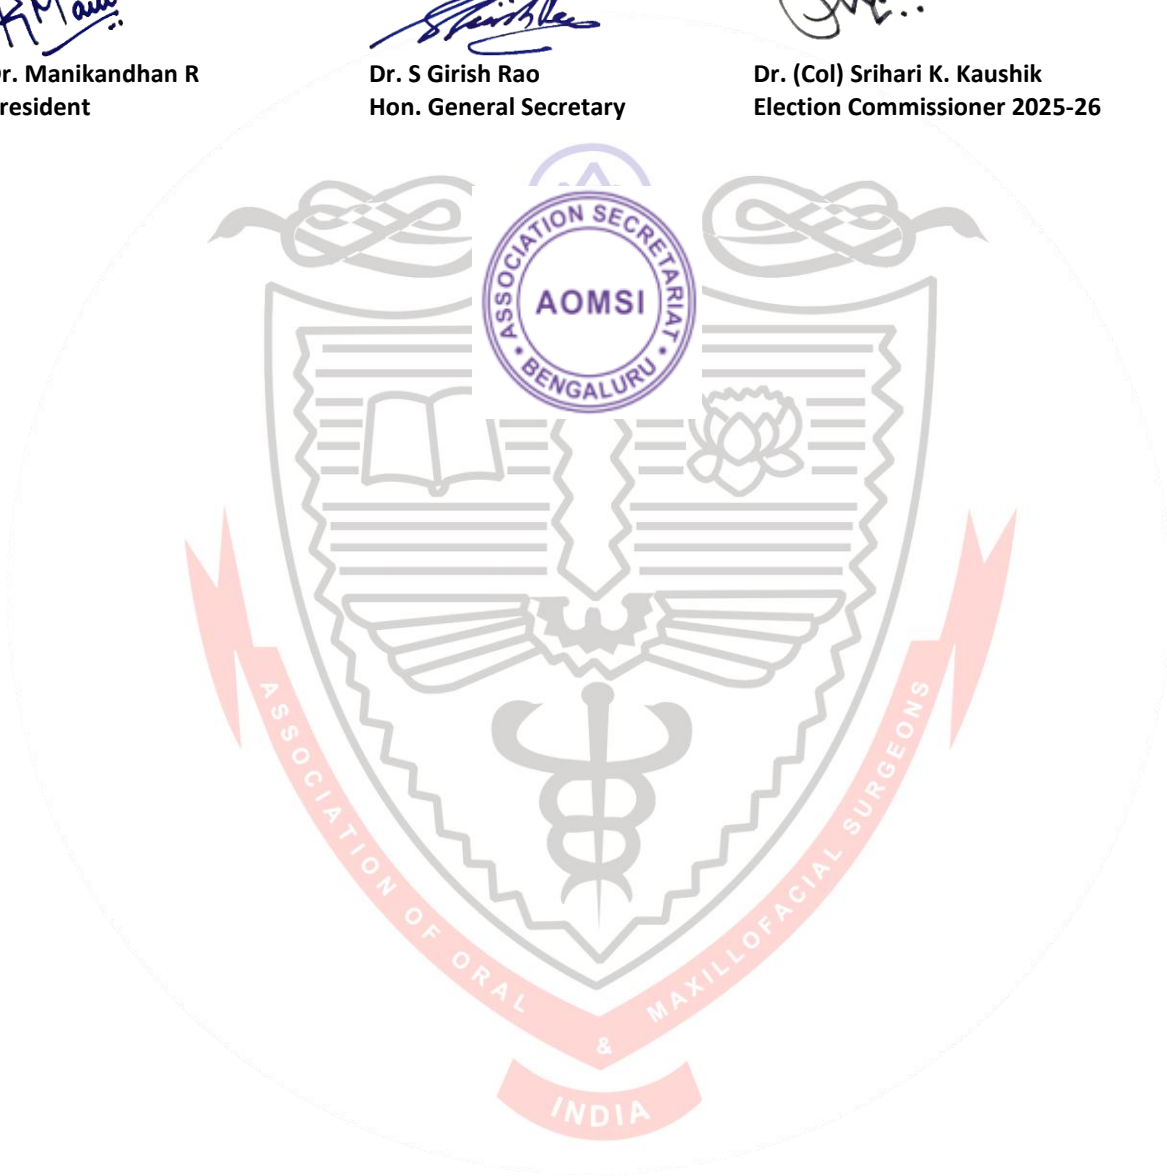 r. Manikandhan R
resident
Dr. S Girish Rao
Hon. General Secretary
Dr. (Col) Srihari K. Kaushik
Election Commissioner 2025-26
ASSOCIATION SECRETARIAT
AOMSI
• BENGALURU •
ASSOCIATION OF ORAL & MAXILLOFACIAL SURGEONS
INDIA